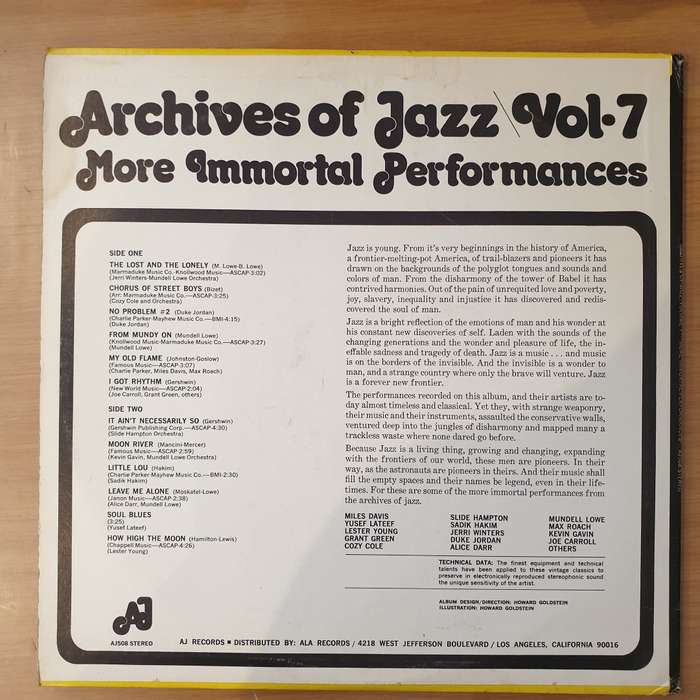 Archives of Jazz\Vol·7
More Immortal Performances
SIDE ONE
THE LOST AND THE LONELY (M. Lowe-B. Lowe)
(Marmaduke Music Co.-Knollwood Music—ASCAP-3:02)
(Jerri Winters-Mundell Lowe Orchestra)
CHORUS OF STREET BOYS (Bizet)
(Arr: Marmaduke Music Co.—ASCAP-3:25)
(Cozy Cole and Orchestra)
NO PROBLEM #2 (Duke Jordan)
(Charlie Parker-Mayhew Music Co.—BMI-4:15)
(Duke Jordan)
FROM MUNDY ON (Mundell Lowe)
(Knollwood Music-Marmaduke Music—ASCAP-3:27)
(Mundell Lowe)
MY OLD FLAME (Johnston-Goslow)
(Famous Music—ASCAP-3:07)
(Charlie Parker, Miles Davis, Max Roach)
I GOT RHYTHM (Gershwin)
(New World Music—ASCAP-2:04)
(Joe Carroll, Grant Green, others)
SIDE TWO
IT AIN'T NECESSARILY SO (Gershwin)
(Gershwin Publishing Corp.—ASCAP-4:30)
(Slide Hampton Orchestra)
MOON RIVER (Mancini-Mercer)
(Famous Music—ASCAP-2:59)
(Kevin Gavin, Mundell Lowe)
LITTLE LOU (Hakim)
(Charlie Parker-Mayhew Music Co.—BMI-2:30)
(Sadik Hakim)
LEAVE ME ALONE (Moskatel-Lowe)
(Janon Music—ASCAP-2:38)
(Alice Darr, Mundell Lowe)
SOUL BLUES
(3:25)
(Yusef Lateef)
HOW HIGH THE MOON (Hamilton-Lewis)
(Chappell Music—ASCAP-4:26)
(Lester Young)
Jazz is young. From it's very beginnings in the history of America,
a frontier-melting-pot America, of trail-blazers and pioneers it has
drawn on the backgrounds of the polyglot tongues and sounds and
colors of man. From the disharmony of the tower of Babel it has
contrived harmonies. Out of the pain of unrequited love and poverty,
joy, slavery, inequality and injustice it has discovered and redis-
covered the soul of man.
Jazz is a bright reflection of the emotions of man and his wonder at
his constant new discoveries of self. Laden with the sounds of the
changing generations and the wonder and pleasure of life, the in-
effable sadness and tragedy of death. Jazz is a music . . . and music
is on the borders of the invisible. And the invisible is a wonder to
man, and a strange country where only the brave will venture. Jazz
is a forever new frontier.
The performances recorded on this album, and their artists are to-
day almost timeless and classical. Yet they, with strange weaponry,
their music and their instruments, assaulted the conservative walls,
ventured deep into the jungles of disharmony and mapped many a
trackless waste where none dared go before.
Because Jazz is a living thing, growing and changing, expanding
with the frontiers of our world, these men are pioneers. In their
way, as the astronauts are pioneers in theirs. And their music shall
fill the empty spaces and their names be legend, even in their life-
times. For these are some of the more immortal performances from
the archives of jazz.
MILES DAVIS SLIDE HAMPTON MUNDELL LOWE
YUSEF LATEEF SADIK HAKIM MAX ROACH
LESTER YOUNG JERRI WINTERS KEVIN GAVIN
GRANT GREEN DUKE JORDAN JOE CARROLL
COZY COLE ALICE DARR OTHERS
TECHNICAL DATA: The finest equipment and technical
talents have been applied to these vintage classics to
preserve in electronically reproduced stereophonic sound
the unique sensitivity of the artist.
ALBUM DESIGN/DIRECTION: HOWARD GOLDSTEIN
ILLUSTRATION: HOWARD GOLDSTEIN
AJ
AJ508 STEREO
AJ RECORDS ■ DISTRIBUTED BY: ALA RECORDS / 4218 WEST JEFFERSON BOULEVARD / LOS ANGELES, CALIFORNIA 90016